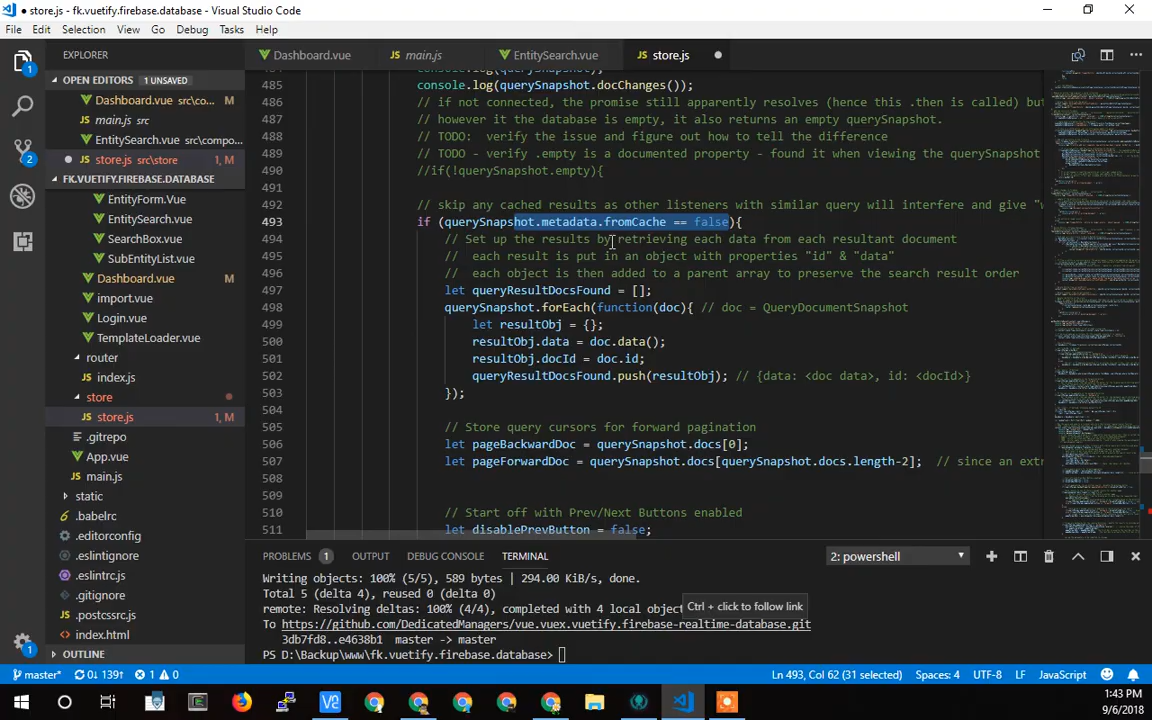 ● store.js - fk.vuetify.firebase.database - Visual Studio Code
File Edit Selection View Go Debug Tasks Help
EXPLORER
Dashboard.vue main.js EntitySearch.vue store.js ●
OPEN EDITORS 1 UNSAVED
Dashboard.vue src\co... M
main.js src
EntitySearch.vue src\compo...
● store.js src\store 1, M
FK.VUETIFY.FIREBASE.DATABASE
EntityForm.Vue
EntitySearch.vue
SearchBox.vue
SubEntityList.vue
Dashboard.vue M
import.vue
Login.vue
TemplateLoader.vue
router
index.js
store
store.js 1, M
.gitrepo
App.vue
main.js
static
.babelrc
.editorconfig
.eslintignore
.eslintrc.js
.gitignore
.postcssrc.js
index.html
OUTLINE
484 console.log(querySnapshot);
485 console.log(querySnapshot.docChanges());
486 // if not connected, the promise still apparently resolves (hence this .then is called) but
487 // however it the database is empty, it also returns an empty querySnapshot.
488 // TODO: verify the issue and figure out how to tell the difference
489 // TODO - verify .empty is a documented property - found it when viewing the querySnapshot
490 //if(!querySnapshot.empty){
491
492 // skip any cached results as other listeners with similar query will interfere and give "w
493 if (querySnapshot.metadata.fromCache == false){
494 // Set up the results by retrieving each data from each resultant document
495 // each result is put in an object with properties "id" & "data"
496 // each object is then added to a parent array to preserve the search result order
497 let queryResultDocsFound = [];
498 querySnapshot.forEach(function(doc){ // doc = QueryDocumentSnapshot
499 let resultObj = {};
500 resultObj.data = doc.data();
501 resultObj.docId = doc.id;
502 queryResultDocsFound.push(resultObj); // {data: <doc data>, id: <docId>}
503 });
504
505 // Store query cursors for forward pagination
506 let pageBackwardDoc = querySnapshot.docs[0];
507 let pageForwardDoc = querySnapshot.docs[querySnapshot.docs.length-2]; // since an extr
508
509
510 // Start off with Prev/Next Buttons enabled
511 let disablePrevButton = false;
PROBLEMS 1 OUTPUT DEBUG CONSOLE TERMINAL 2: powershell
Writing objects: 100% (5/5), 589 bytes | 294.00 KiB/s, done.
Total 5 (delta 4), reused 0 (delta 0)
remote: Resolving deltas: 100% (4/4), completed with 4 local object
Ctrl + click to follow link
To https://github.com/DedicatedManagers/vue.vuex.vuetify.firebase-realtime-database.git
3db7fd8..e4638b1 master -> master
PS D:\Backup\www\fk.vuetify.firebase.database>
master* 0↓ 139↑ 1 0 Ln 493, Col 62 (31 selected) Spaces: 4 UTF-8 LF JavaScript 1
1:43 PM
9/6/2018